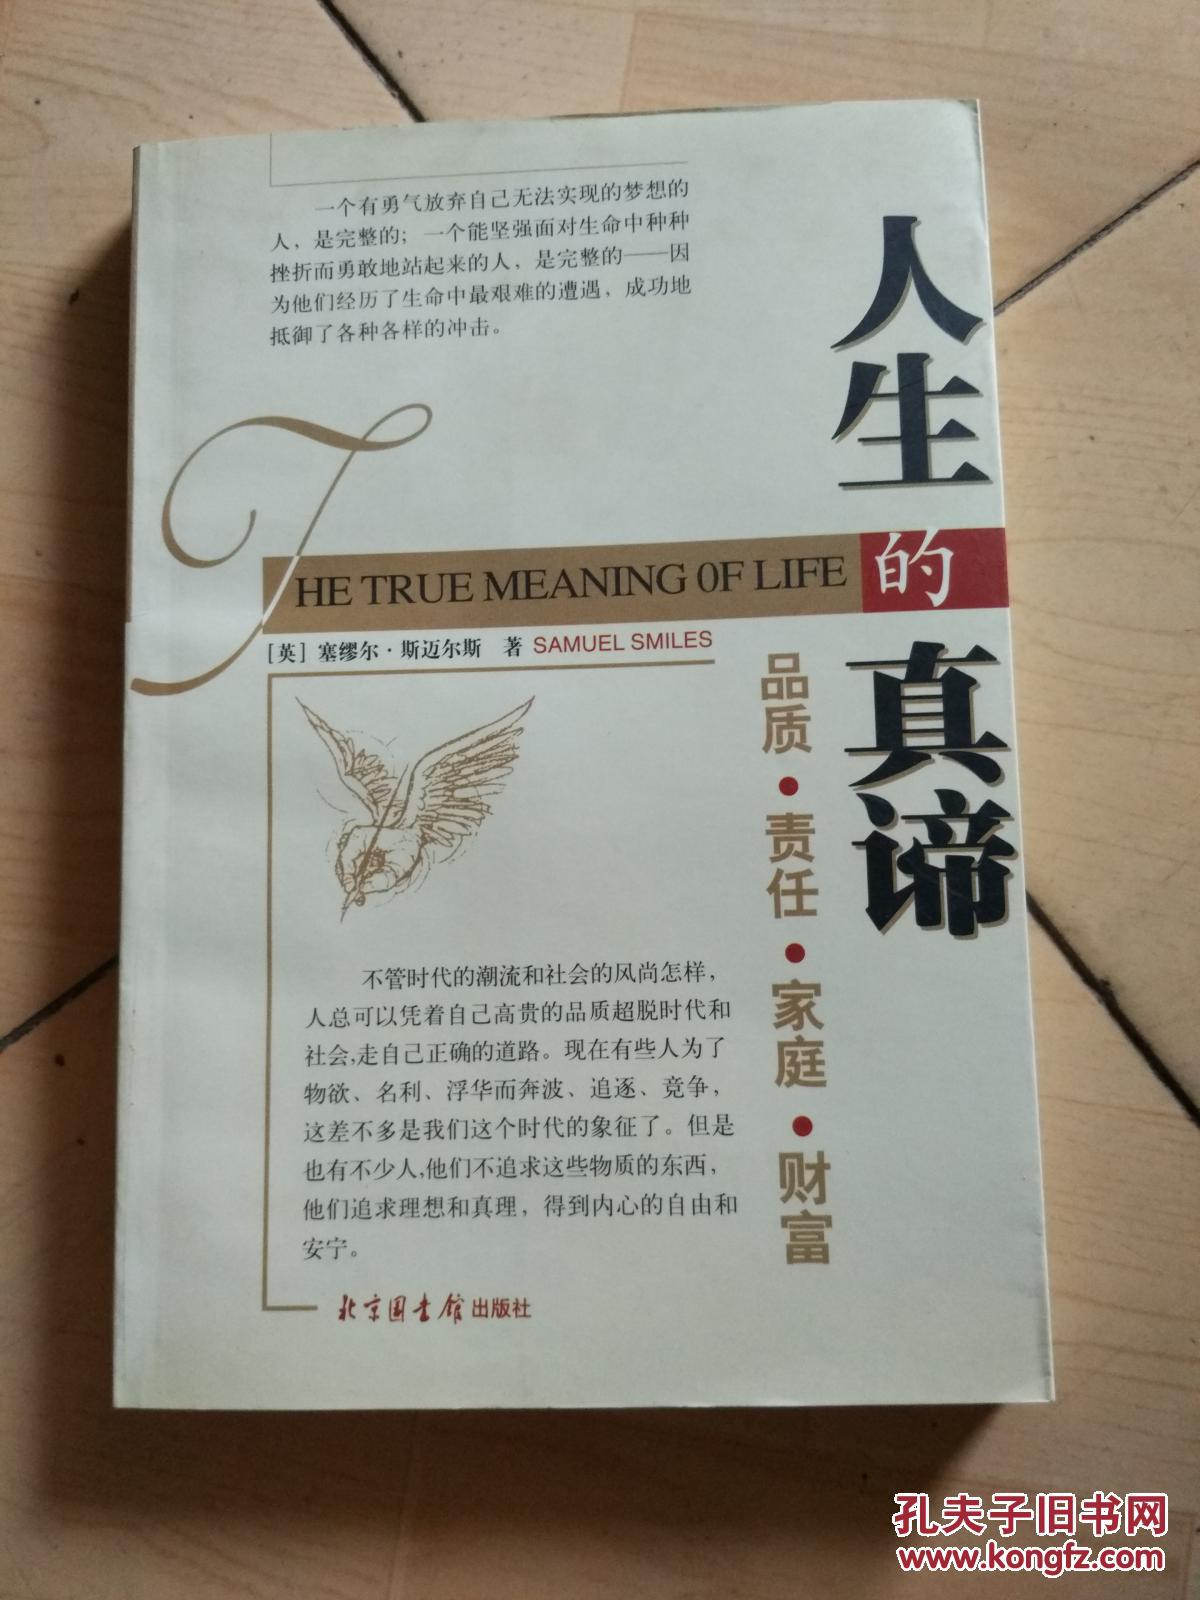 一个有勇气放弃自己无法实现的梦想的
人，是完整的；一个能坚强面对生命中种种
挫折而勇敢地站起来的人，是完整的——因
为他们经历了生命中最艰难的遭遇，成功地
抵御了各种各样的冲击。
人生的真谛
THE TRUE MEANING OF LIFE
[英] 塞缪尔·斯迈尔斯 著 SAMUEL SMILES
品质·责任·家庭·财富
不管时代的潮流和社会的风尚怎样，
人总可以凭着自己高贵的品质超脱时代和
社会,走自己正确的道路。现在有些人为了
物欲、名利、浮华而奔波、追逐、竞争，
这差不多是我们这个时代的象征了。但是
也有不少人,他们不追求这些物质的东西，
他们追求理想和真理，得到内心的自由和
安宁。
北京图书馆出版社
孔夫子旧书网
www.kongfz.com